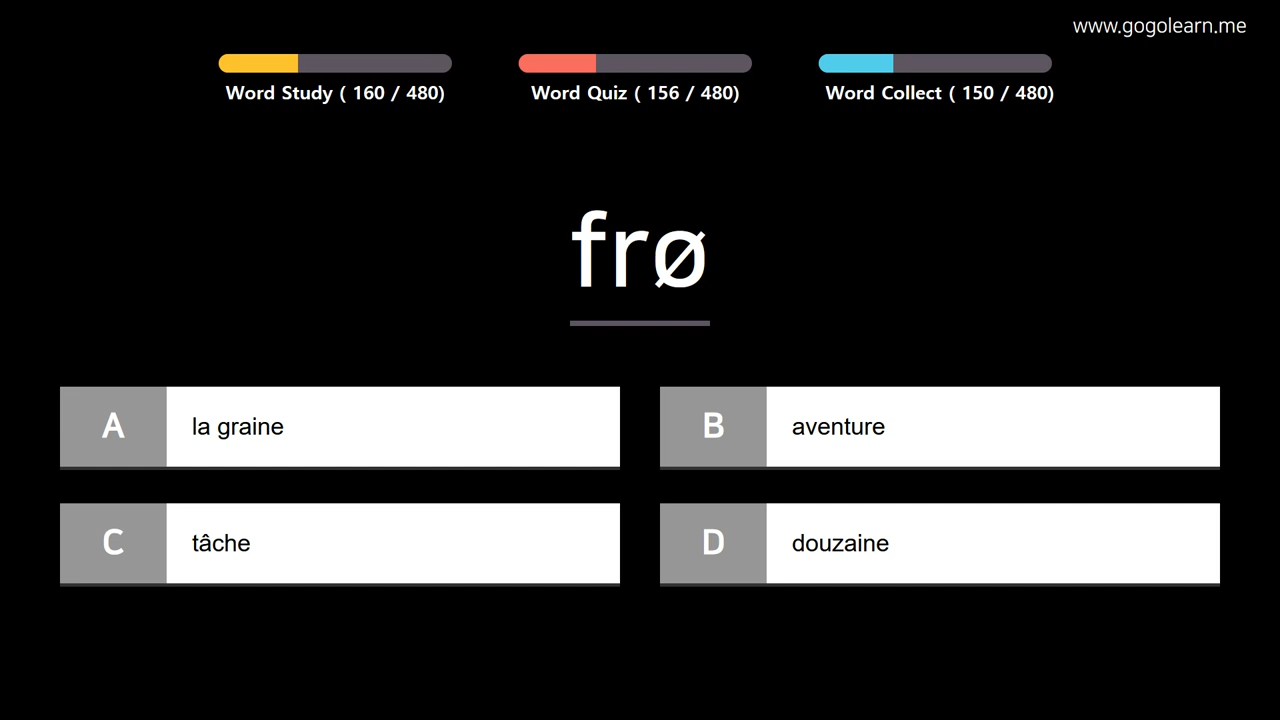 www.gogolearn.me
Word Study ( 160 / 480)
Word Quiz ( 156 / 480)
Word Collect ( 150 / 480)
frø
A
la graine
B
aventure
C
tâche
D
douzaine